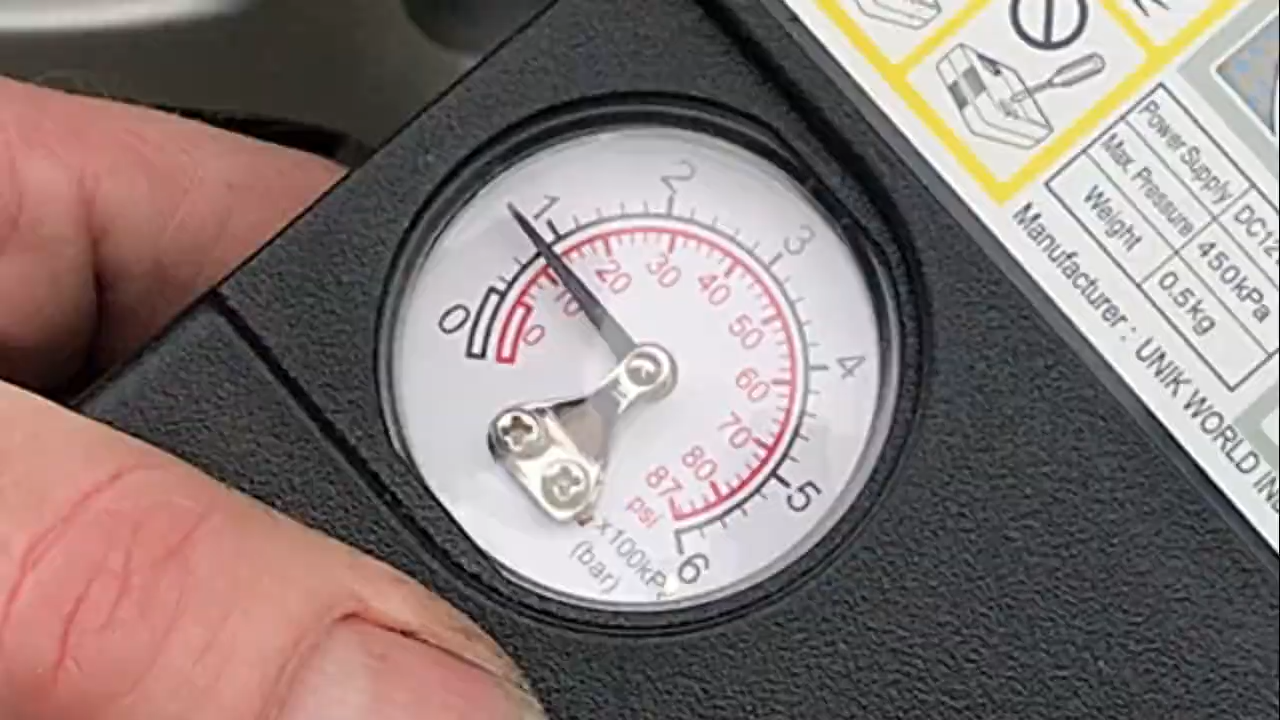 0
1
2
3
4
5
6
0
10
20
30
40
50
60
70
80
87
psi
X100kPa
(bar)
Power Supply DC12
Max. Pressure 450kPa
Weight 0.5kg
Manufacturer : UNIK WORLD IN